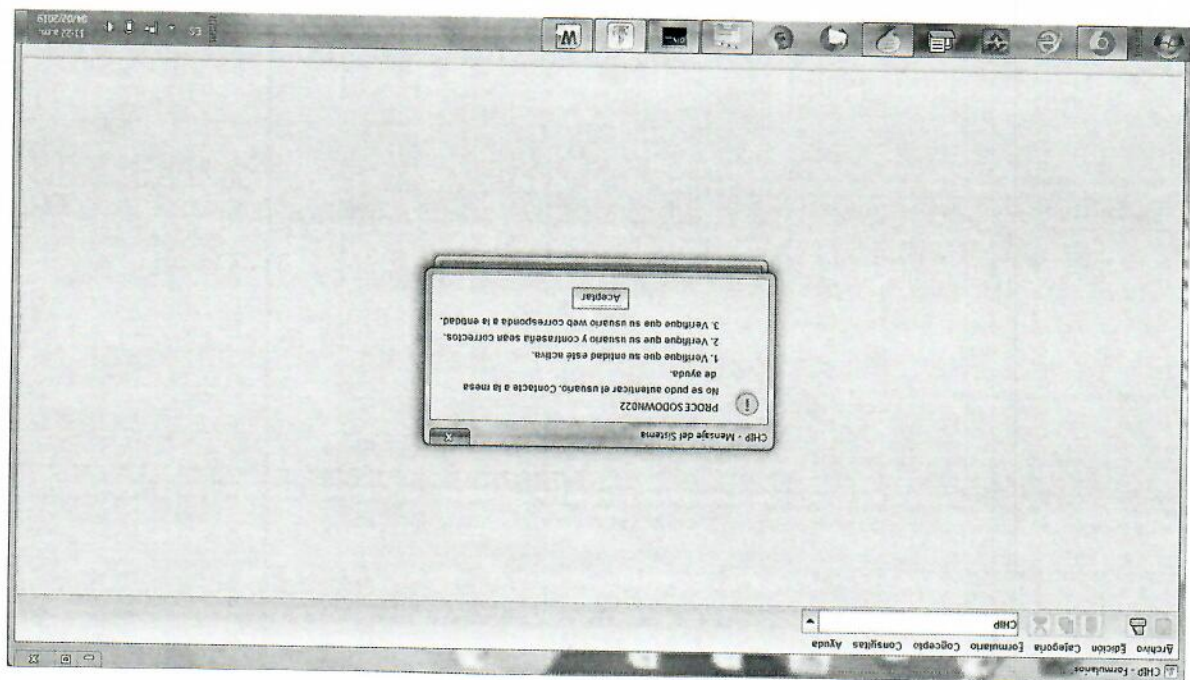 CHIP - Formularios
Archivo Edición Categoría Formulario Concepto Consultas Ayuda
CHIP
CHIP - Mensaje del Sistema
X
PROCESODOWN022
No se pudo autenticar el usuario. Contacte a la mesa
de ayuda.
1. Verifique que su entidad esté activa.
2. Verifique que su usuario y contraseña sean correctos.
3. Verifique que su usuario web corresponda a la entidad.
Aceptar
W
ES
11:22 a.m.
04/02/2019